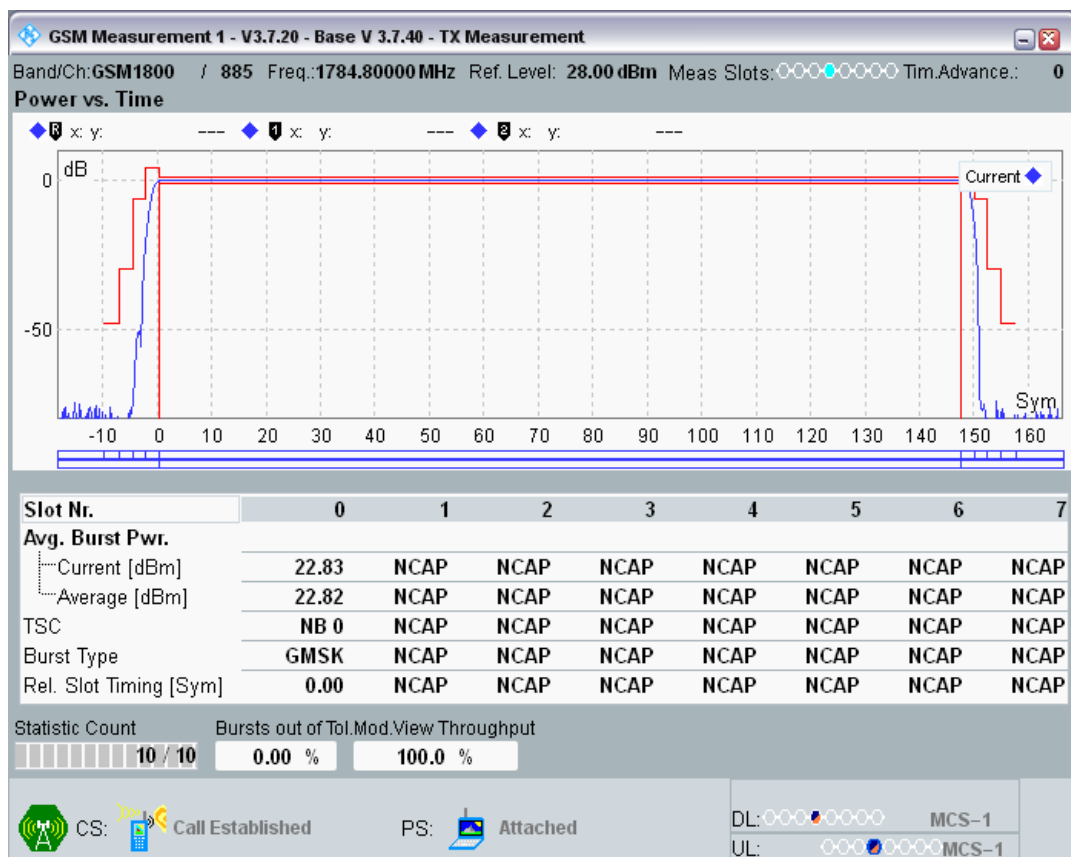 GSM Measurement 1 - V3.7.20 - Base V 3.7.40 - TX Measurement
Band/Ch:GSM1800 / 885 Freq.:1784.80000 MHz Ref. Level: 28.00 dBm Meas Slots: Tim.Advance.: 0
Power vs. Time
R x: y: --- 1 x: y: --- 2 x: y: ---
dB
Current
0
-50
Sym
-10 0 10 20 30 40 50 60 70 80 90 100 110 120 130 140 150 160
Slot Nr. 0 1 2 3 4 5 6 7
Avg. Burst Pwr.
Current [dBm] 22.83 NCAP NCAP NCAP NCAP NCAP NCAP NCAP
Average [dBm] 22.82 NCAP NCAP NCAP NCAP NCAP NCAP NCAP
TSC NB 0 NCAP NCAP NCAP NCAP NCAP NCAP NCAP
Burst Type GMSK NCAP NCAP NCAP NCAP NCAP NCAP NCAP
Rel. Slot Timing [Sym] 0.00 NCAP NCAP NCAP NCAP NCAP NCAP NCAP
Statistic Count Bursts out of Tol. Mod.View Throughput
10 / 10 0.00 % 100.0 %
CS: Call Established PS: Attached DL: MCS-1
UL: MCS-1